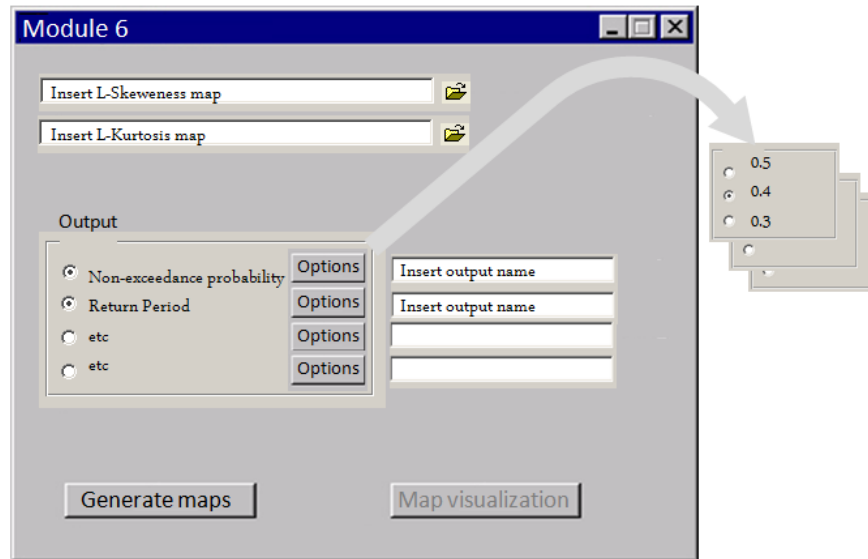 Module 6
Insert L-Skeweness map
Insert L-Kurtosis map
0.5
0.4
0.3
Output
Non-exceedance probability Options Insert output name
Return Period Options Insert output name
etc Options
etc Options
Generate maps Map visualization